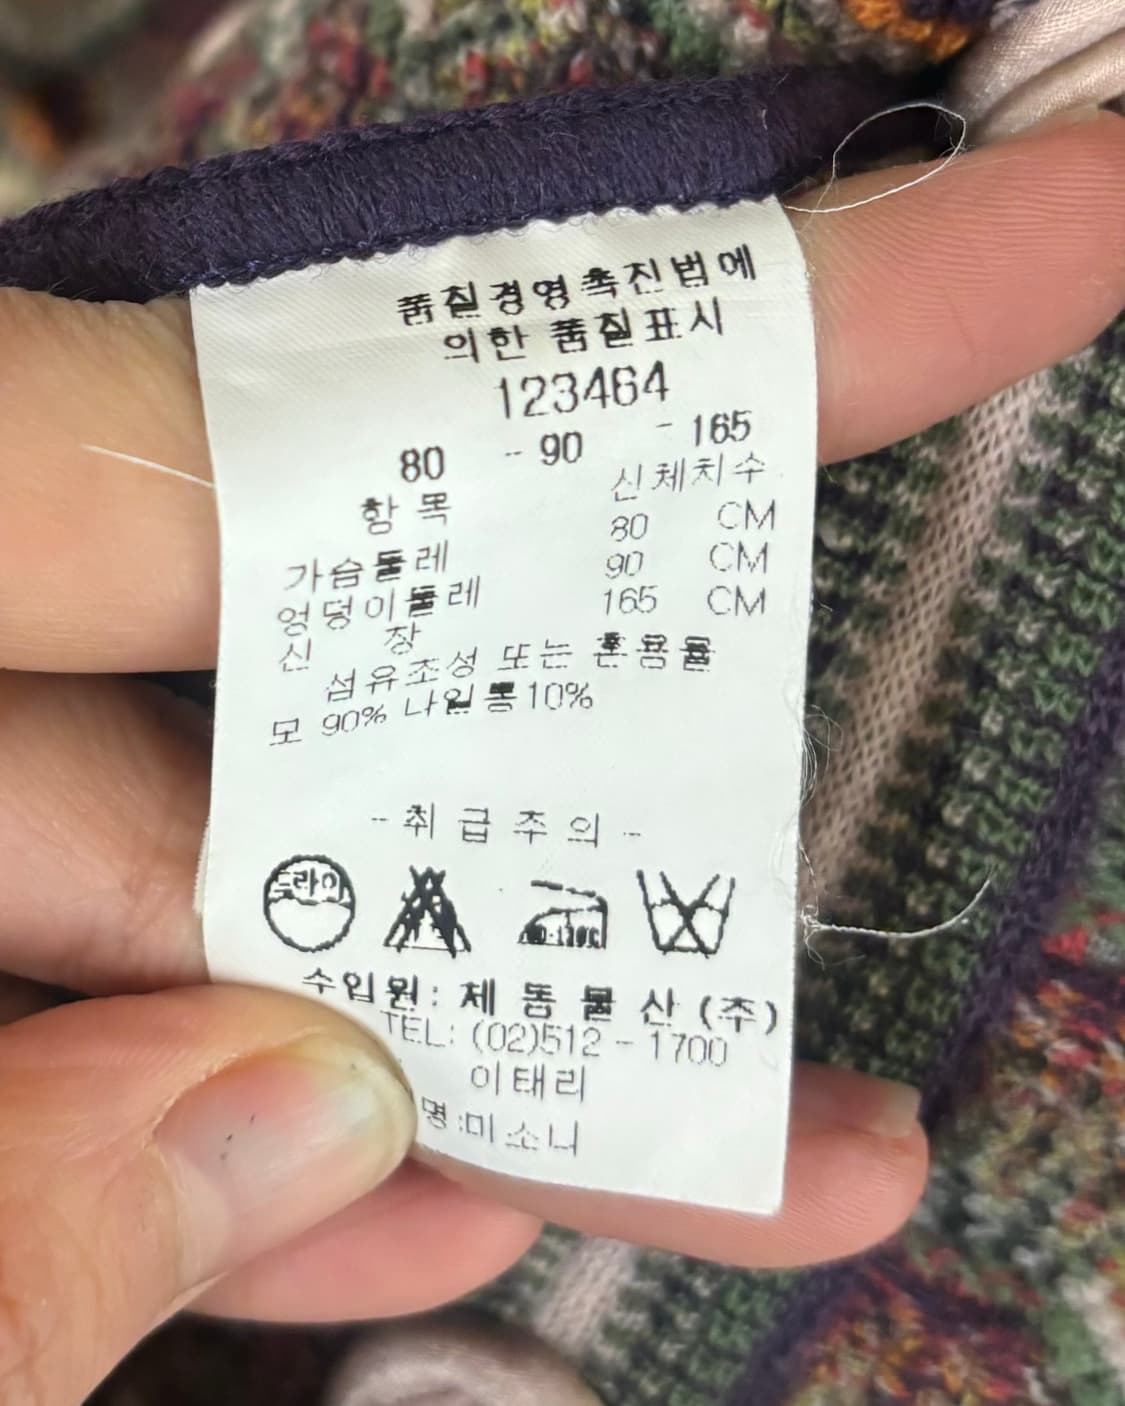 품질경영촉진법에
의한 품질표시
123464
80 - 90 - 165
항 목 신체치수
가슴둘레 80 CM
엉덩이둘레 90 CM
신 장 165 CM
섬유조성 또는 혼용률
모 90% 나일롱10%
- 취 급 주 의 -
드라이
수입원: 체 동 물 산 (주)
TEL: (02)512 - 1700
이태리
명:미소니